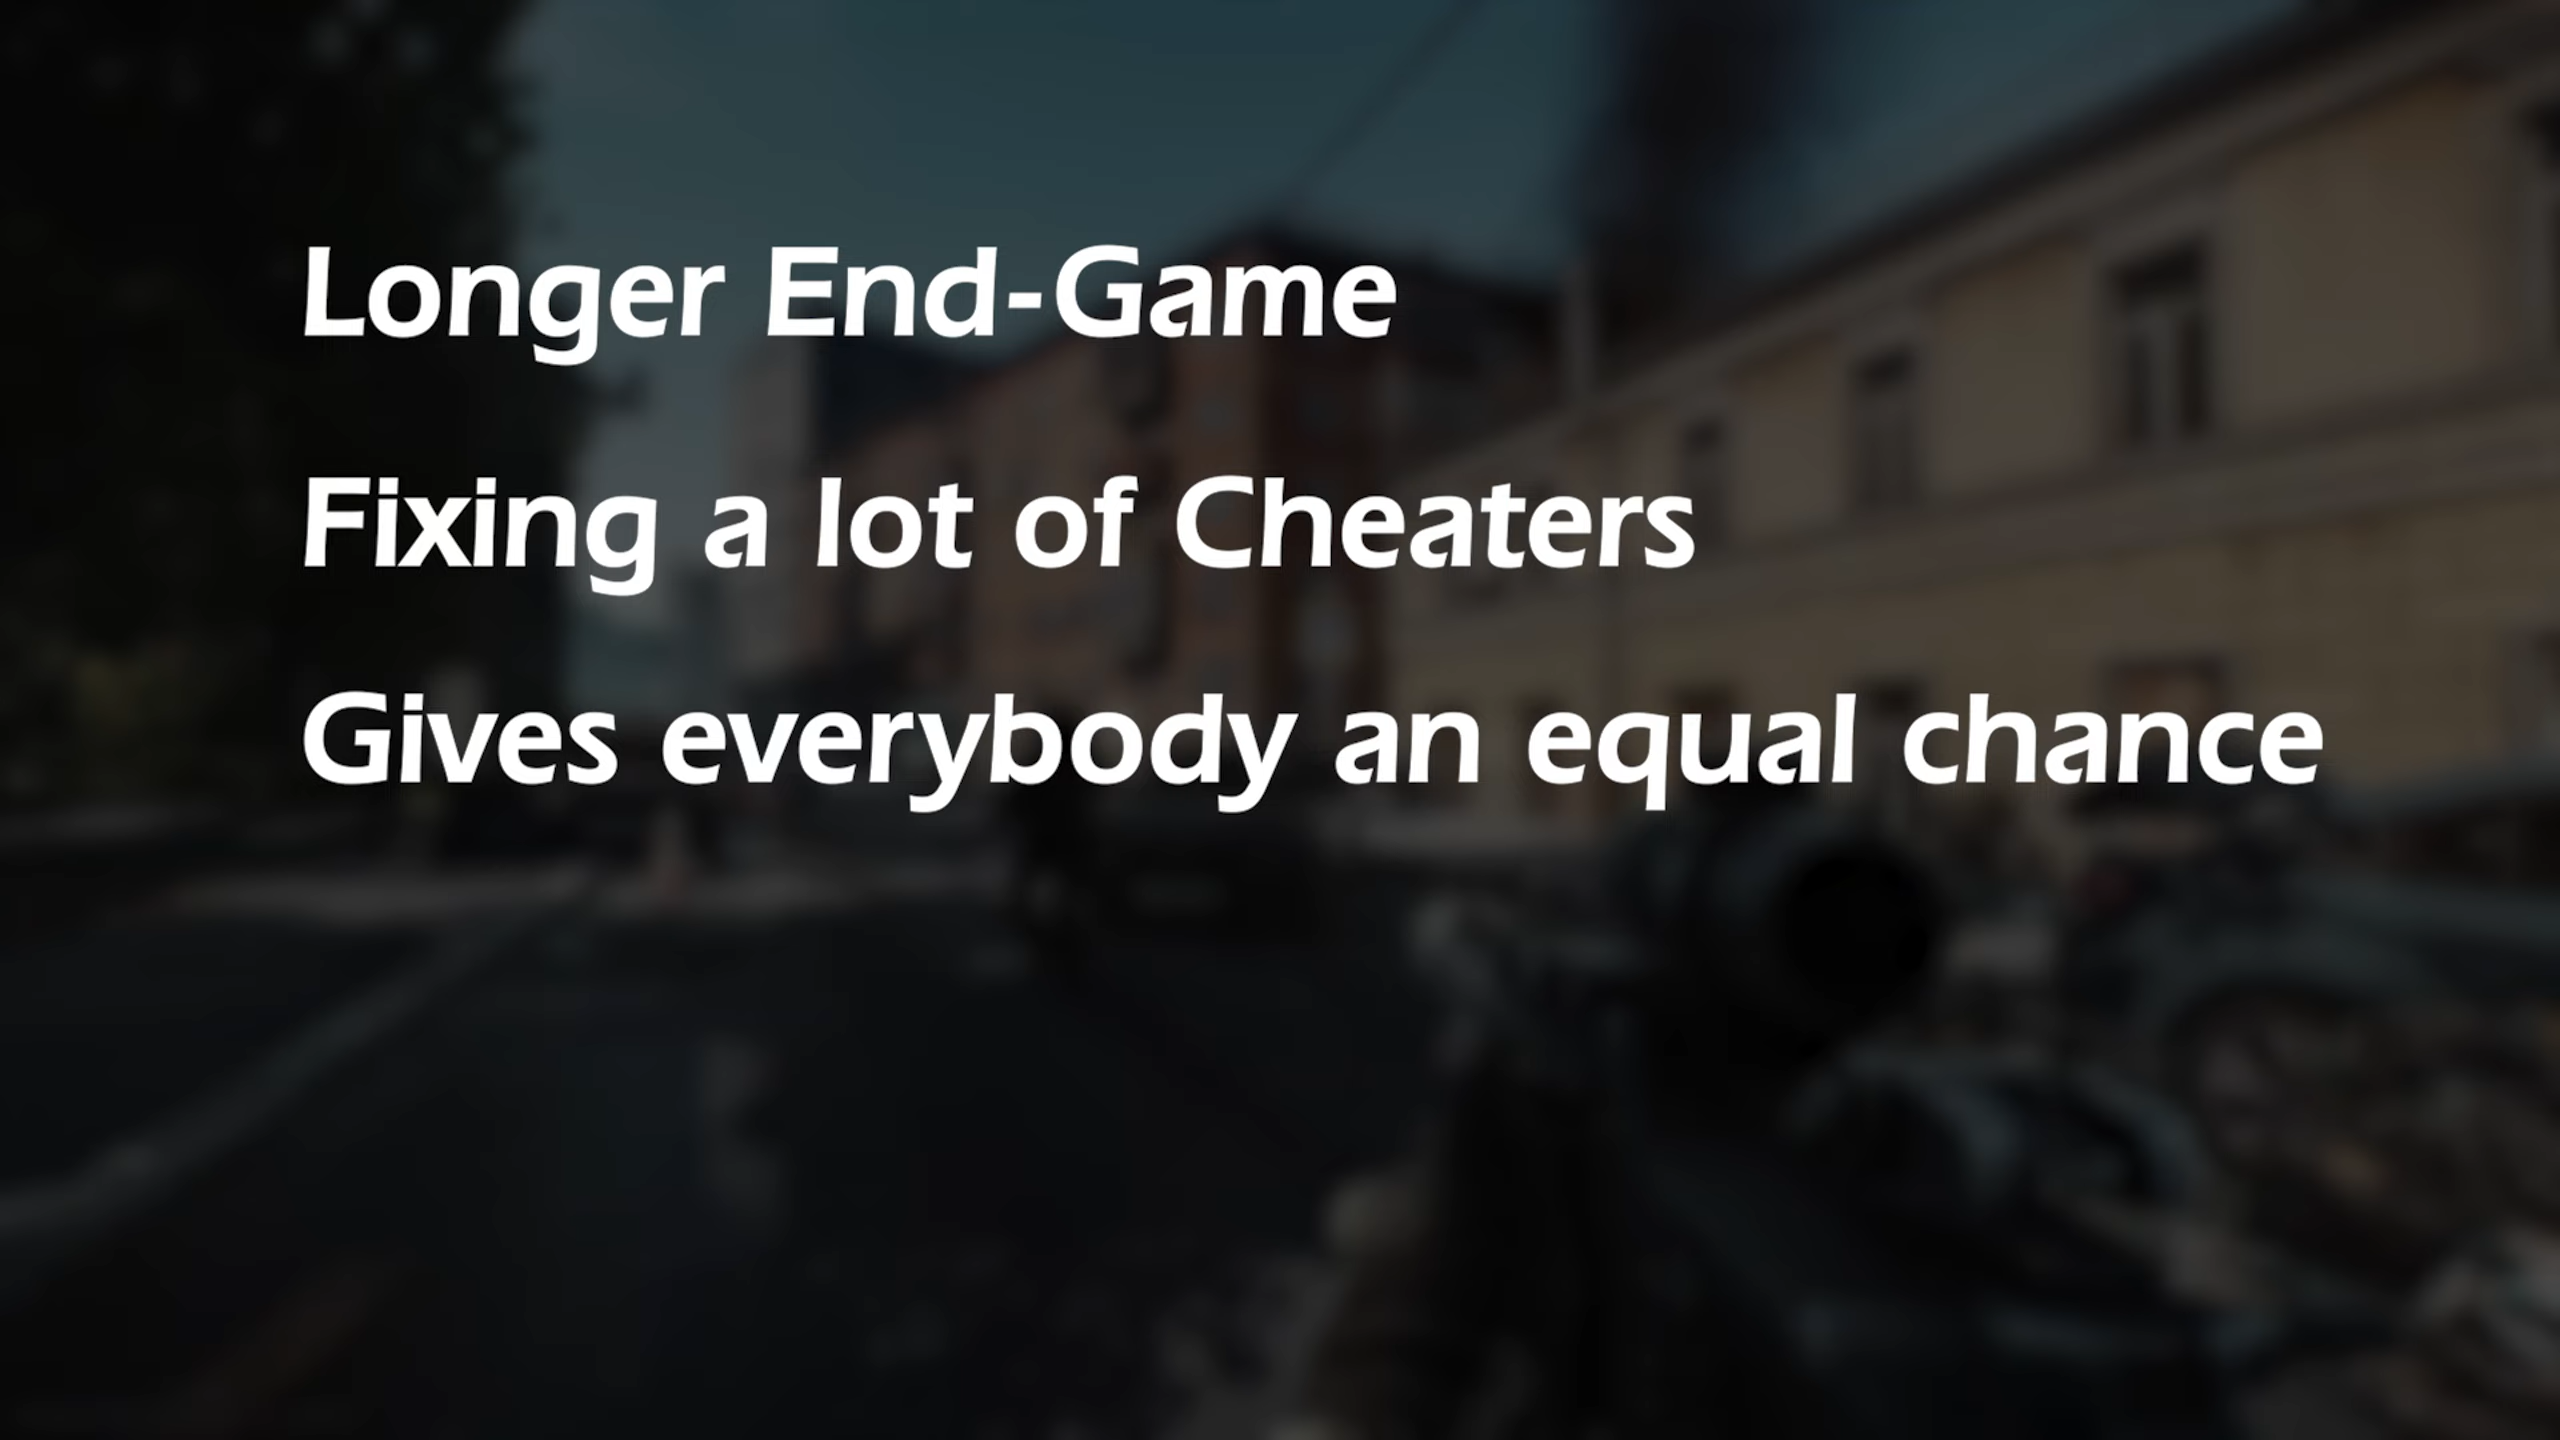 Longer End-Game
Fixing a lot of Cheaters
Gives everybody an equal chance